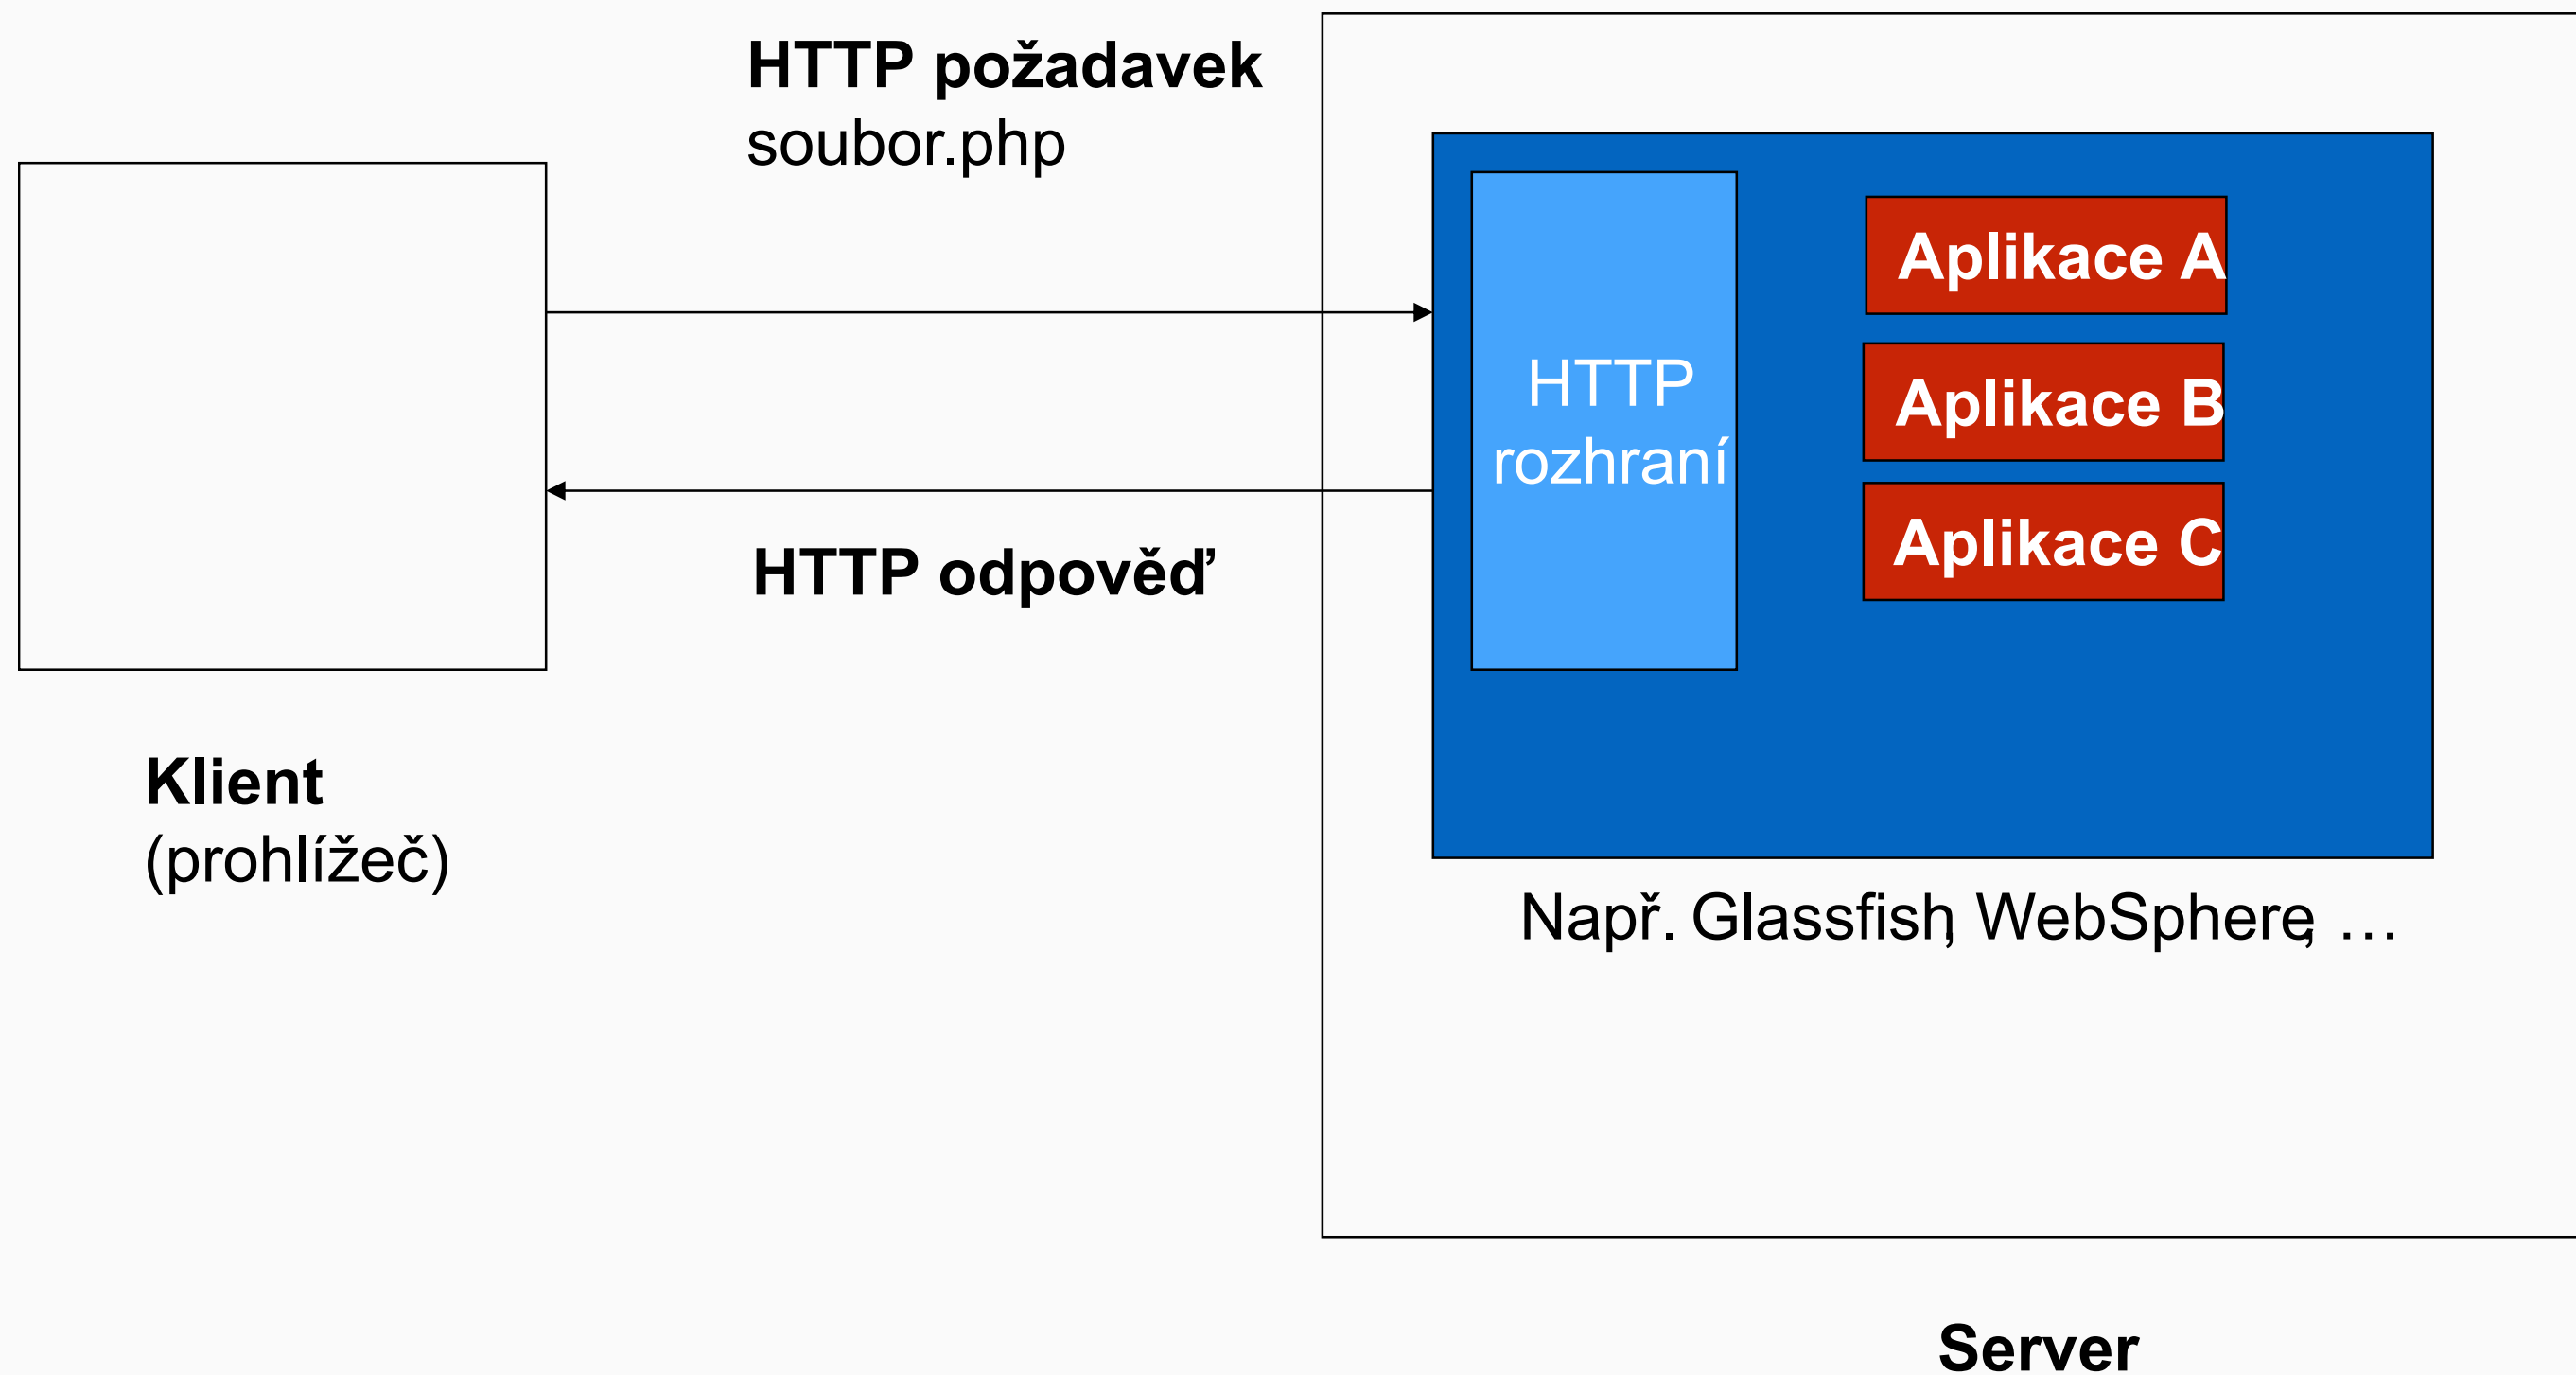 HTTP požadavek
soubor.php
HTTP
rozhraní
Aplikace A
Aplikace B
Aplikace C
HTTP odpověď
Klient
(prohlížeč)
Např. Glassfish, WebSphere, …
Server